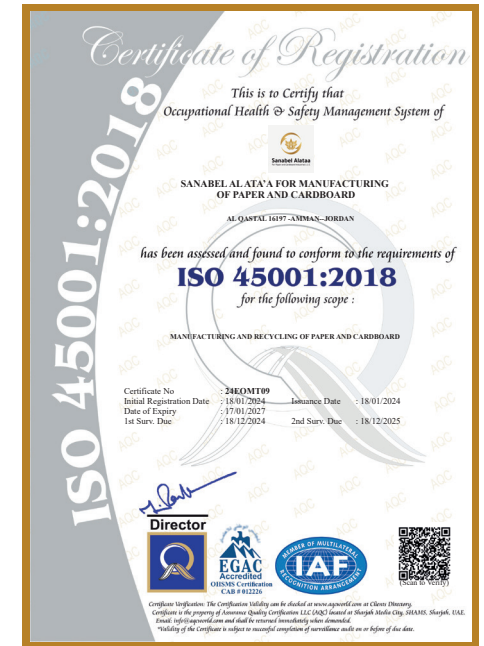 Certificate of Registration
ISO 45001:2018
This is to Certify that
Occupational Health & Safety Management System of
Sanabel Alataa
SANABEL AL ATA'A FOR MANUFACTURING
OF PAPER AND CARDBOARD
AL QASTAL 16197 -AMMAN--JORDAN
has been assessed and found to conform to the requirements of
ISO 45001:2018
for the following scope :
MANUFACTURING AND RECYCLING OF PAPER AND CARDBOARD
Certificate No : 24EOMT09
Initial Registration Date : 18/01/2024 Issuance Date : 18/01/2024
Date of Expiry : 17/01/2027
1st Surv. Due : 18/12/2024 2nd Surv. Due : 18/12/2025
Director
EGAC
Accredited
OHSMS Certification
CAB # 012226
MEMBER OF MULTILATERAL
IAF
RECOGNITION ARRANGEMENT
(Scan to Verify)
Certificate Verification: The Certification Validity can be checked at www.aqcworld.com at Clients Directory.
Certificate is the property of Assurance Quality Certification LLC (AQC) located at Sharjah Media City, SHAMS, Sharjah, UAE.
Email: info@aqcworld.com and shall be returned immediately when demanded.
*Validity of the Certificate is subject to successful completion of surveillance audit on or before of due date.